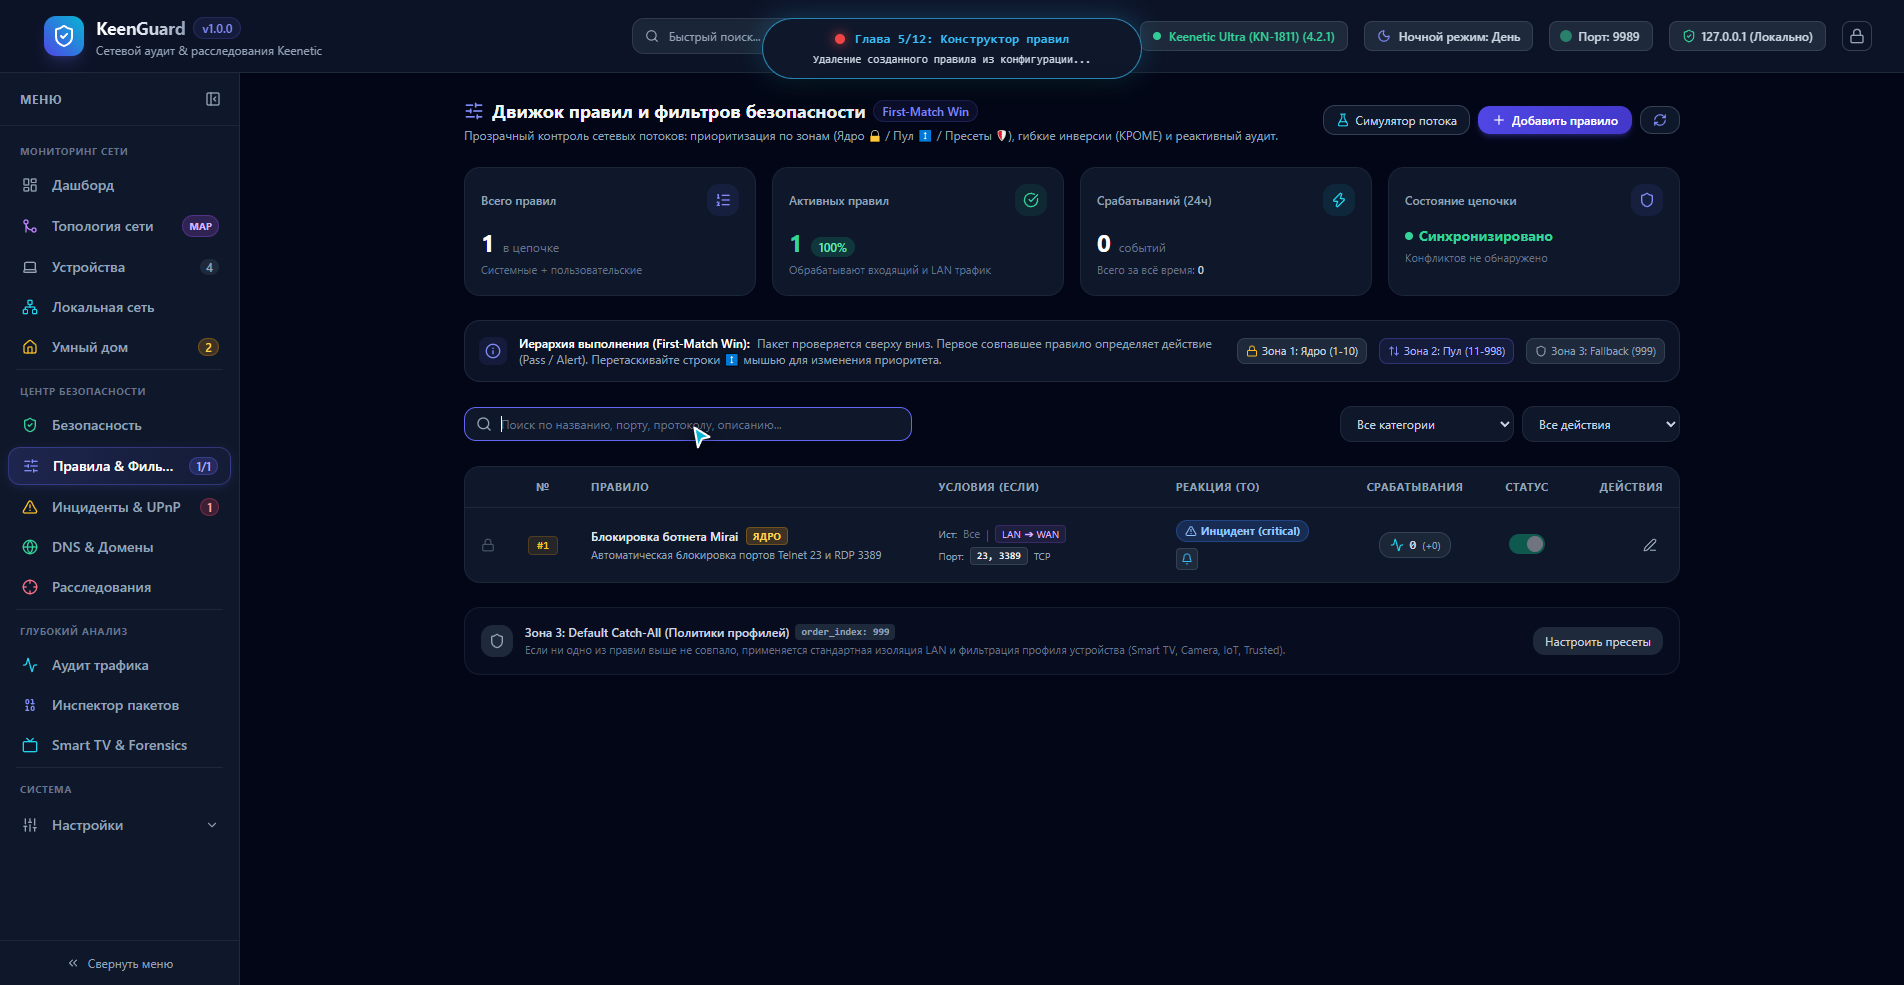 KeenGuard v1.0.0
Сетевой аудит & расследования Keenetic
Быстрый поиск...
Глава 5/12: Конструктор правил
Удаление созданного правила из конфигурации...
Keenetic Ultra (KN-1811) (4.2.1)
Ночной режим: День
Порт: 9989
127.0.0.1 (Локально)
МЕНЮ
МОНИТОРИНГ СЕТИ
Дашборд
Топология сети MAP
Устройства 4
Локальная сеть
Умный дом 2
ЦЕНТР БЕЗОПАСНОСТИ
Безопасность
Правила & Филь... 1/1
Инциденты & UPnP 1
DNS & Домены
Расследования
ГЛУБОКИЙ АНАЛИЗ
Аудит трафика
Инспектор пакетов
Smart TV & Forensics
СИСТЕМА
Настройки
Свернуть меню
Движок правил и фильтров безопасности First-Match Win
Прозрачный контроль сетевых потоков: приоритизация по зонам (Ядро 🔒 / Пул ↕️ / Пресеты 🛡️), гибкие инверсии (КРОМЕ) и реактивный аудит.
Симулятор потока
Добавить правило
Всего правил
1 в цепочке
Системные + пользовательские
Активных правил
1 100%
Обрабатывают входящий и LAN трафик
Срабатываний (24ч)
0 событий
Всего за всё время: 0
Состояние цепочки
Синхронизировано
Конфликтов не обнаружено
Иерархия выполнения (First-Match Win): Пакет проверяется сверху вниз. Первое совпавшее правило определяет действие
(Pass / Alert). Перетаскивайте строки ↕️ мышью для изменения приоритета.
Зона 1: Ядро (1-10)
Зона 2: Пул (11-998)
Зона 3: Fallback (999)
Поиск по названию, порту, протоколу, описанию...
Все категории
Все действия
№ ПРАВИЛО УСЛОВИЯ (ЕСЛИ) РЕАКЦИЯ (ТО) СРАБАТЫВАНИЯ СТАТУС ДЕЙСТВИЯ
#1
Блокировка ботнета Mirai ЯДРО
Автоматическая блокировка портов Telnet 23 и RDP 3389
Ист: Все | LAN ➔ WAN
Порт: 23, 3389 TCP
Инцидент (critical)
0 (+0)
Зона 3: Default Catch-All (Политики профилей) order_index: 999
Если ни одно из правил выше не совпало, применяется стандартная изоляция LAN и фильтрация профиля устройства (Smart TV, Camera, IoT, Trusted).
Настроить пресеты